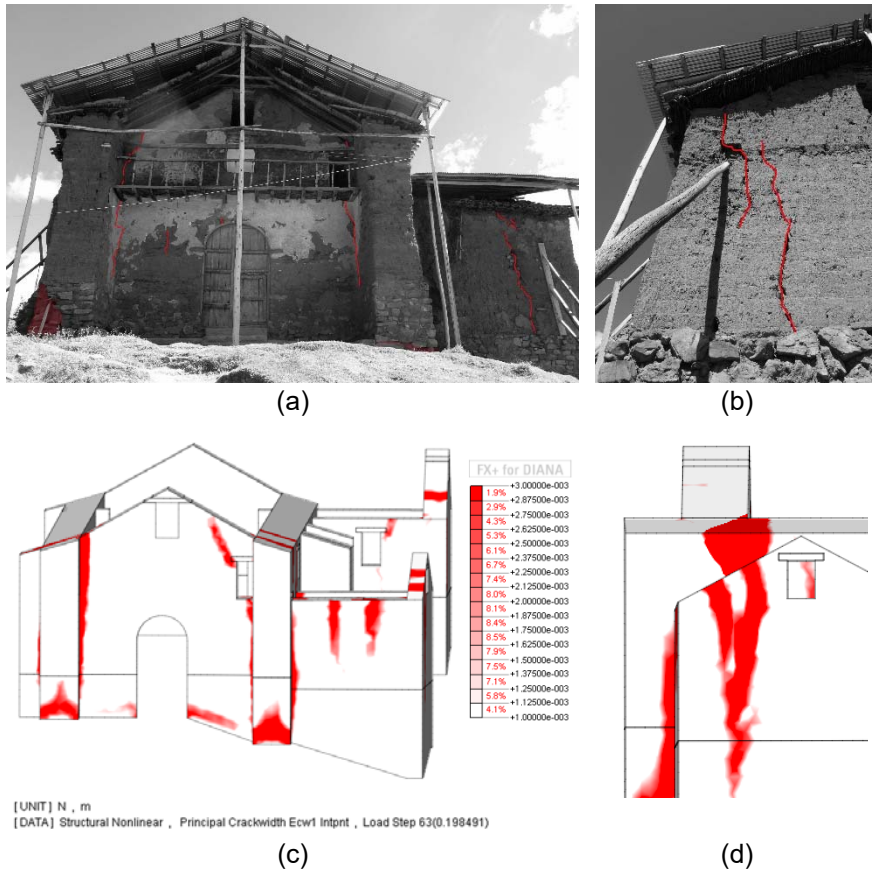 (a)
(b)
FX+ for DIANA
+3.00000e-003
1.9%
+2.87500e-003
2.9%
+2.75000e-003
4.3%
+2.62500e-003
5.3%
+2.50000e-003
6.1%
+2.37500e-003
6.7%
+2.25000e-003
7.4%
+2.12500e-003
8.0%
+2.00000e-003
8.1%
+1.87500e-003
8.4%
+1.75000e-003
8.5%
+1.62500e-003
7.9%
+1.50000e-003
7.5%
+1.37500e-003
7.1%
+1.25000e-003
5.8%
+1.12500e-003
4.1%
+1.00000e-003
[UNIT] N , m
[DATA] Structural Nonlinear , Principal Crackwidth Ecw1 Intpnt , Load Step 63(0.198491)
(c)
(d)